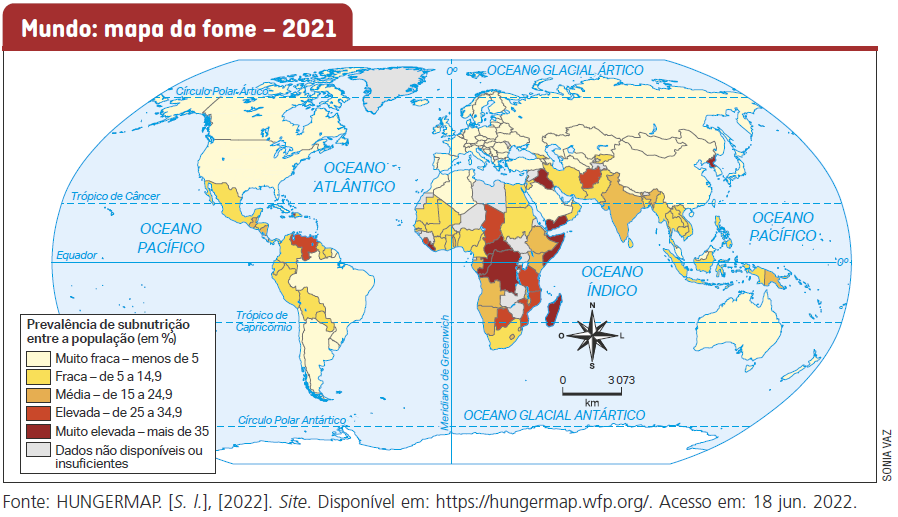 Mundo: mapa da fome – 2021
0°
OCEANO GLACIAL ÁRTICO
Círculo Polar Ártico
OCEANO
ATLÂNTICO
Trópico de Câncer
OCEANO
PACÍFICO
OCEANO
PACÍFICO
Equador
0°
OCEANO
ÍNDICO
Trópico de
Capricórnio
Meridiano de Greenwich
N
O
L
S
0
3 073
km
Círculo Polar Antártico
OCEANO GLACIAL ANTÁRTICO
Prevalência de subnutrição
entre a população (em %)
Muito fraca – menos de 5
Fraca – de 5 a 14,9
Média – de 15 a 24,9
Elevada – de 25 a 34,9
Muito elevada – mais de 35
Dados não disponíveis ou
insuficientes
SONIA VAZ
Fonte: HUNGERMAP. [S. l.], [2022]. Site. Disponível em: https://hungermap.wfp.org/. Acesso em: 18 jun. 2022.